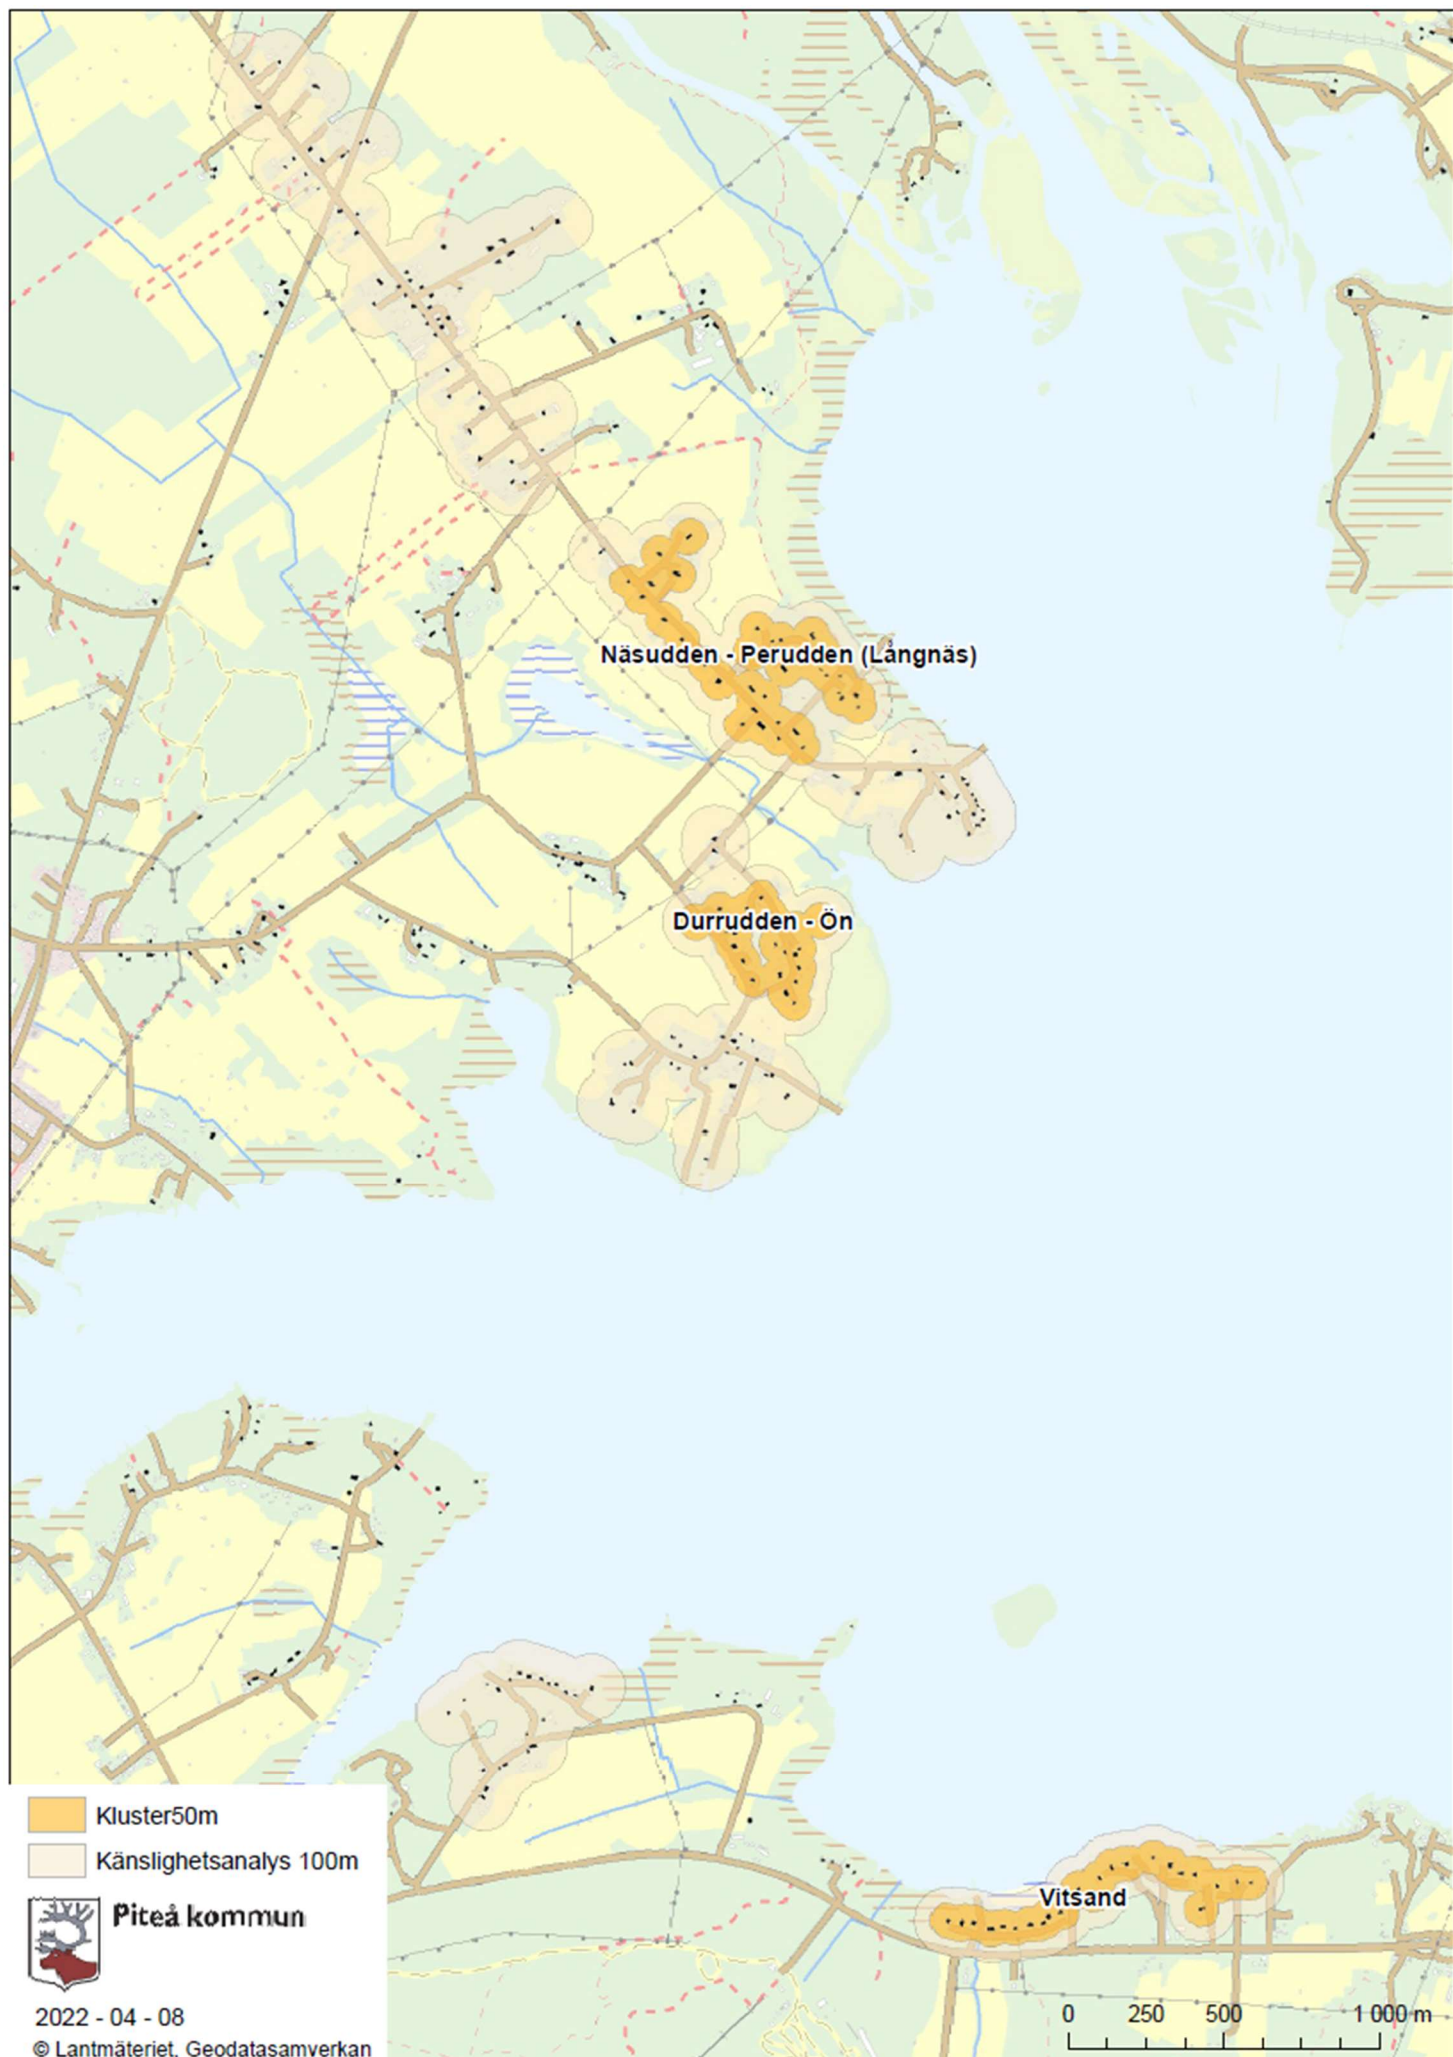 Näsudden - Perudden (Långnäs)
Durrudden - Ön
Vitsand
Kluster50m
Känslighetsanalys 100m
Piteå kommun
2022 - 04 - 08
© Lantmäteriet, Geodatasamverkan
0 250 500 1 000 m